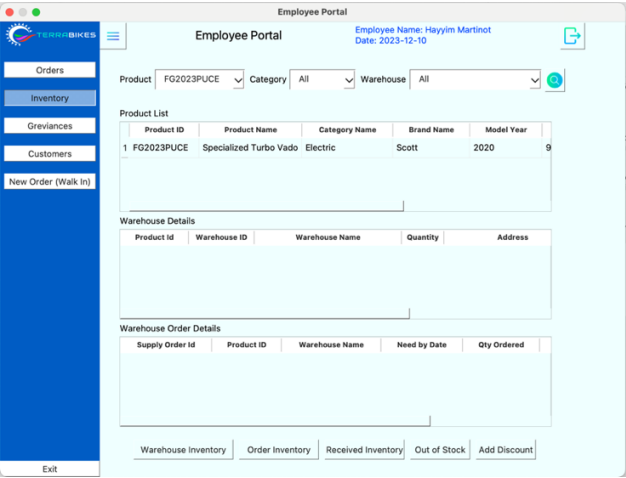 Employee Portal
TERRABIKES
Employee Portal
Employee Name: Hayyim Martinot
Date: 2023-12-10
Orders
Inventory
Greviances
Customers
New Order (Walk In)
Exit
Product FG2023PUCE Category All Warehouse All
Product List
Product ID Product Name Category Name Brand Name Model Year
1 FG2023PUCE Specialized Turbo Vado Electric Scott 2020 9
Warehouse Details
Product Id Warehouse ID Warehouse Name Quantity Address
Warehouse Order Details
Supply Order Id Product ID Warehouse Name Need by Date Qty Ordered
Warehouse Inventory Order Inventory Received Inventory Out of Stock Add Discount